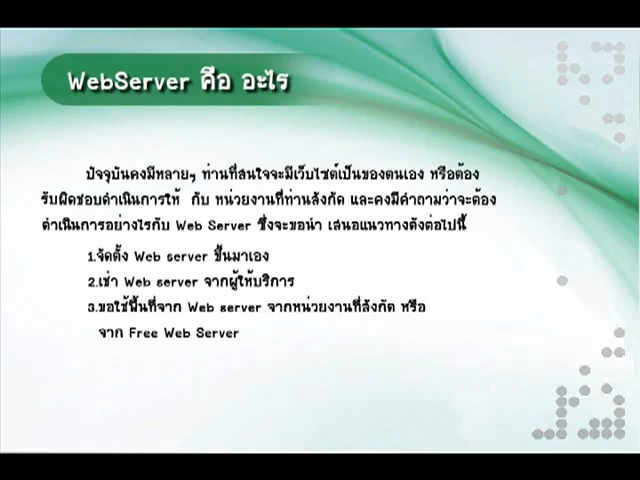 WebServer คือ อะไร
ปัจจุบันคงมีหลายๆ ท่านที่สนใจจะมีเว็บไซต์เป็นของตนเอง หรือต้อง
รับผิดชอบดำเนินการให้ กับ หน่วยงานที่ท่านสังกัด และคงมีคำถามว่าจะต้อง
ดำเนินการอย่างไรกับ Web Server ซึ่งจะขอนำ เสนอแนวทางดังต่อไปนี้
1.จัดตั้ง Web server ขึ้นมาเอง
2.เช่า Web server จากผู้ให้บริการ
3.ขอใช้พื้นที่จาก Web server จากหน่วยงานที่สังกัด หรือ
จาก Free Web Server